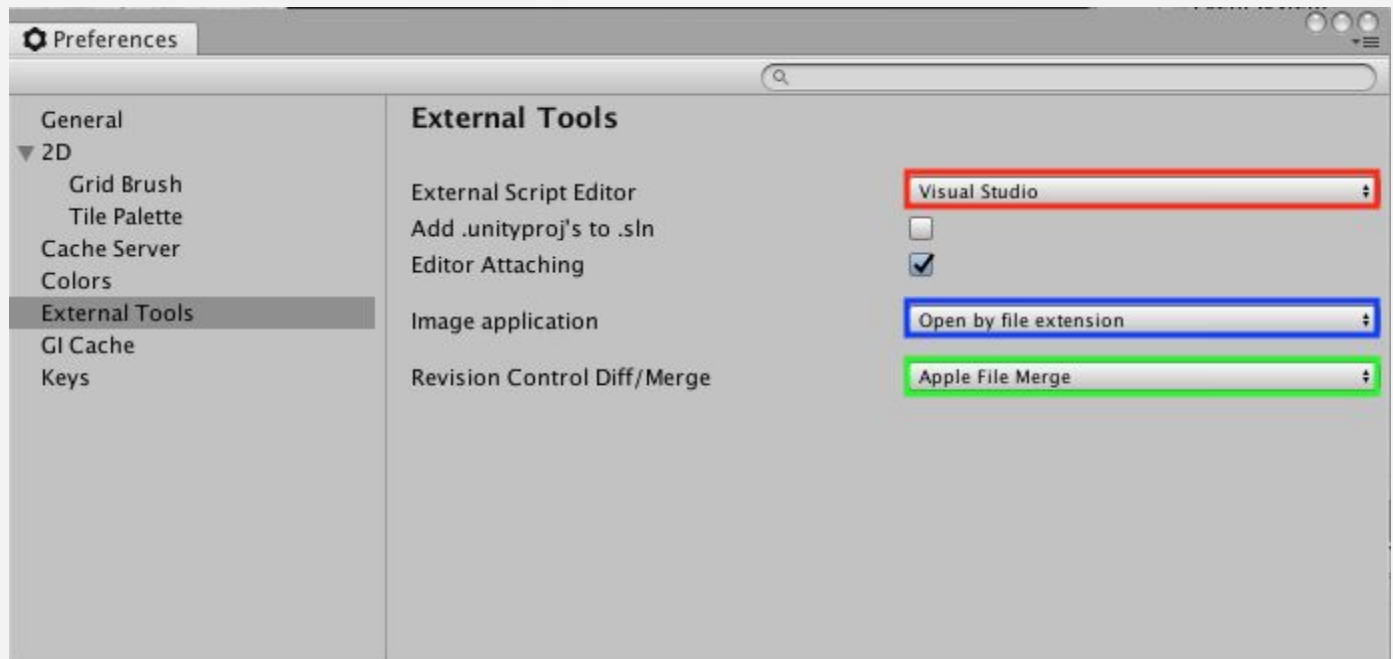 Preferences
General
2D
Grid Brush
Tile Palette
Cache Server
Colors
External Tools
GI Cache
Keys
External Tools
External Script Editor
Visual Studio
Add .unityproj's to .sln
Editor Attaching
Image application
Open by file extension
Revision Control Diff/Merge
Apple File Merge